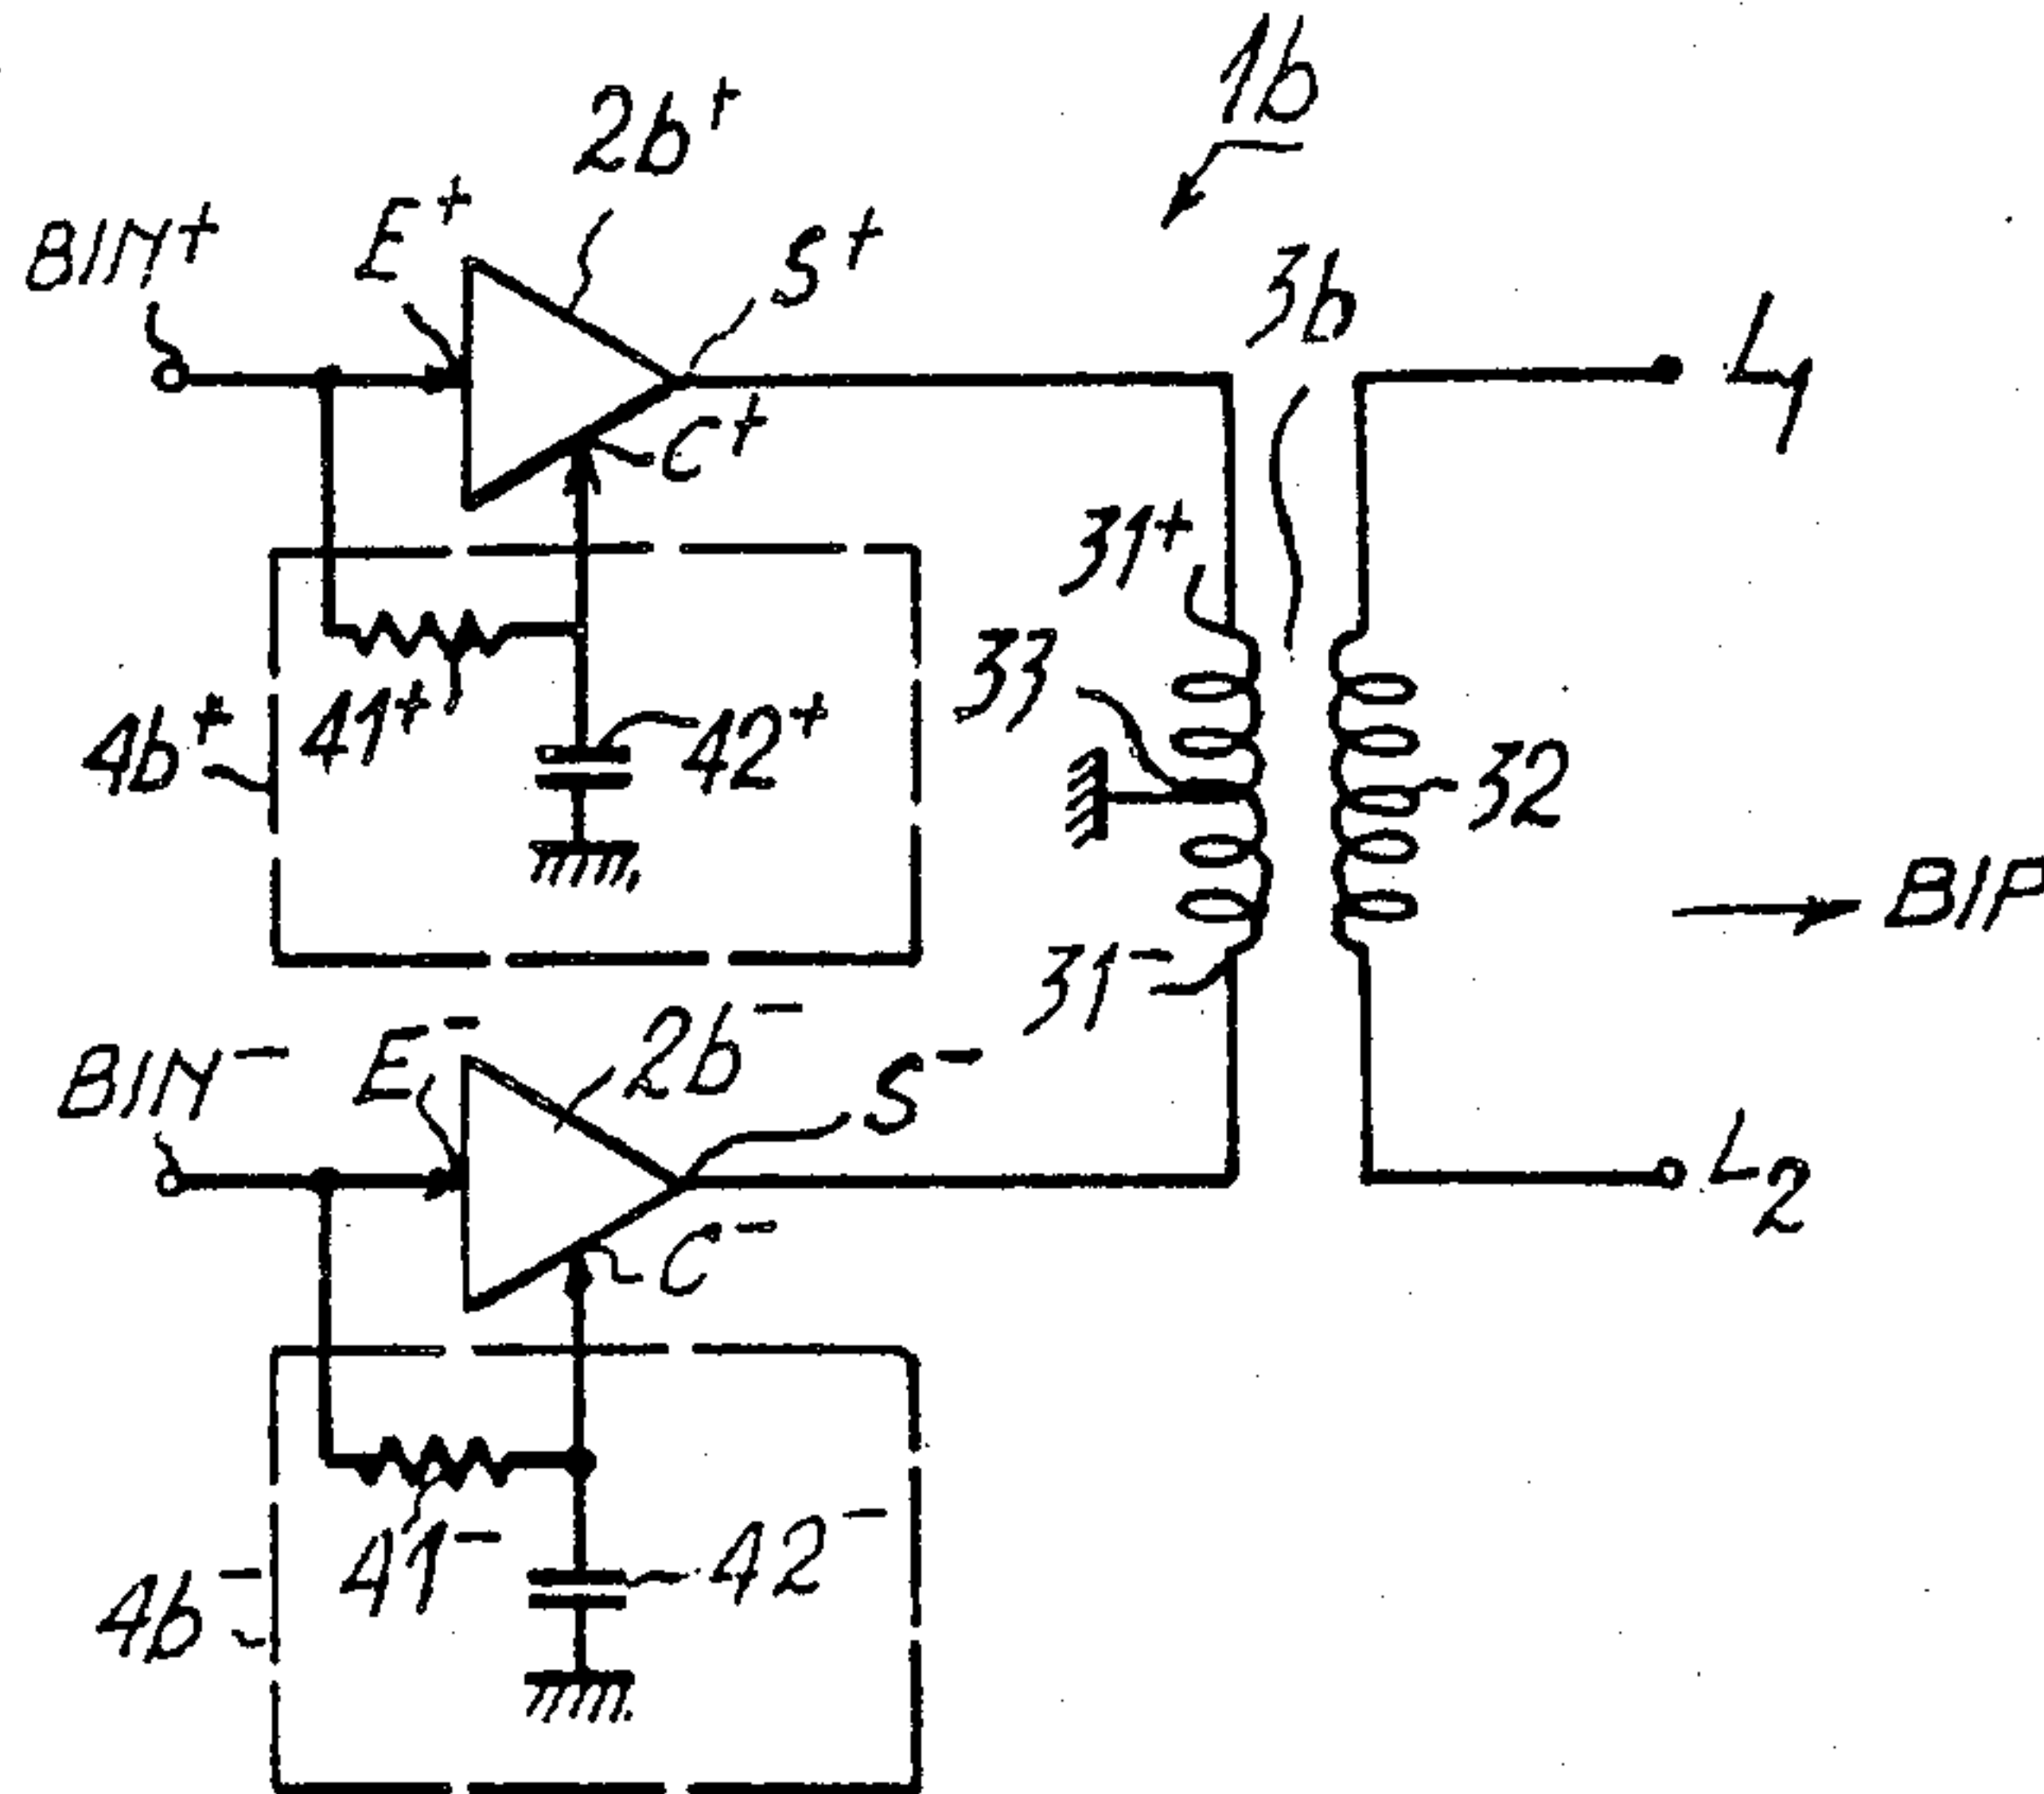 1b
2b+
BIN+
E+
S+
3b
L1
C+
31+
33
4b+
41+
42+
32
BIP
31-
BIN-
E-
2b-
S-
L2
C-
41-
42-
4b-